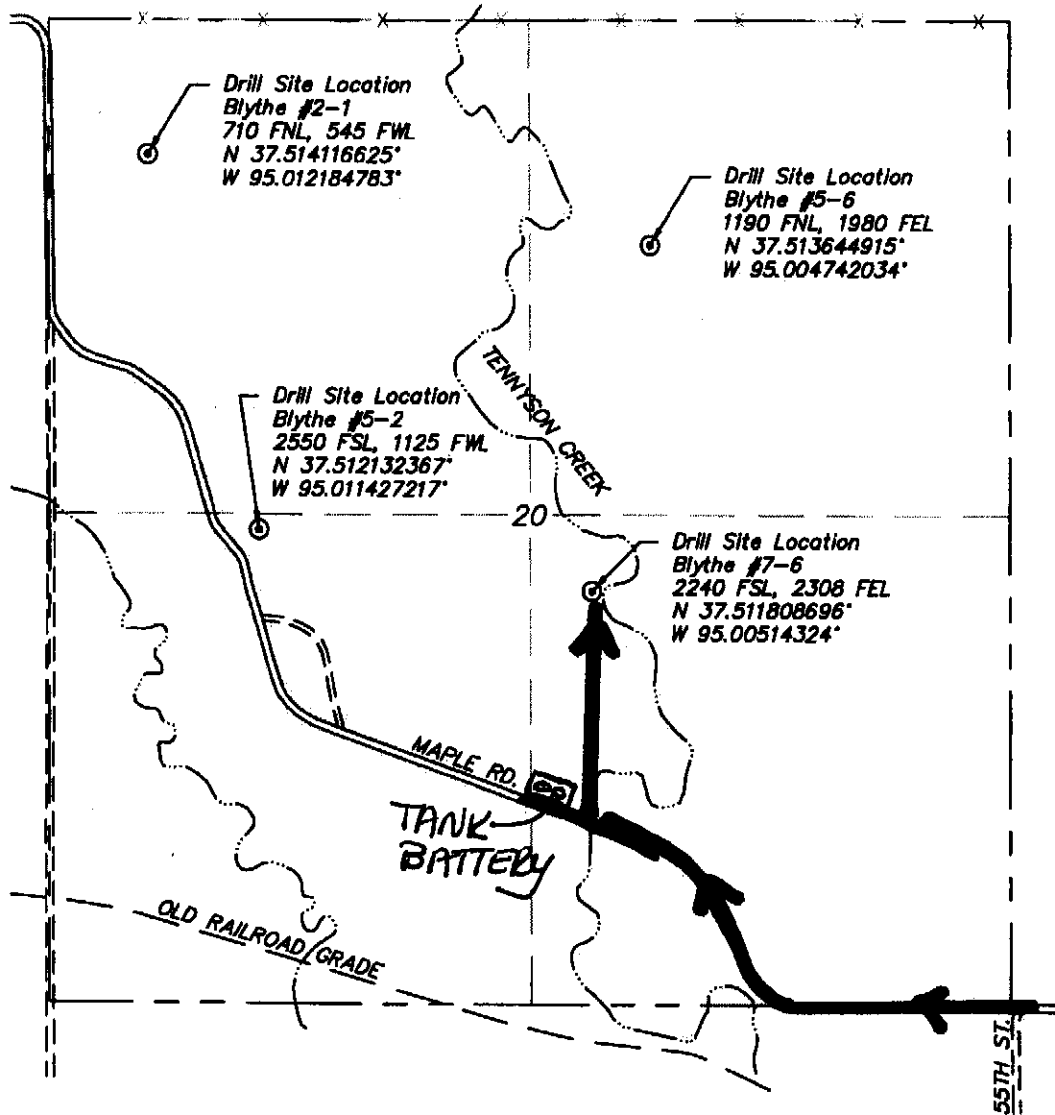 Drill Site Location
Blythe #2-1
710 FNL, 545 FWL
N 37.514116625°
W 95.012184783°
Drill Site Location
Blythe #5-6
1190 FNL, 1980 FEL
N 37.513644915°
W 95.004742034°
TENNYSON CREEK
Drill Site Location
Blythe #5-2
2550 FSL, 1125 FWL
N 37.512132367°
W 95.011427217°
20
Drill Site Location
Blythe #7-6
2240 FSL, 2308 FEL
N 37.511808696°
W 95.00514324°
MAPLE RD.
TANK
BATTERY
OLD RAILROAD GRADE
55TH ST.